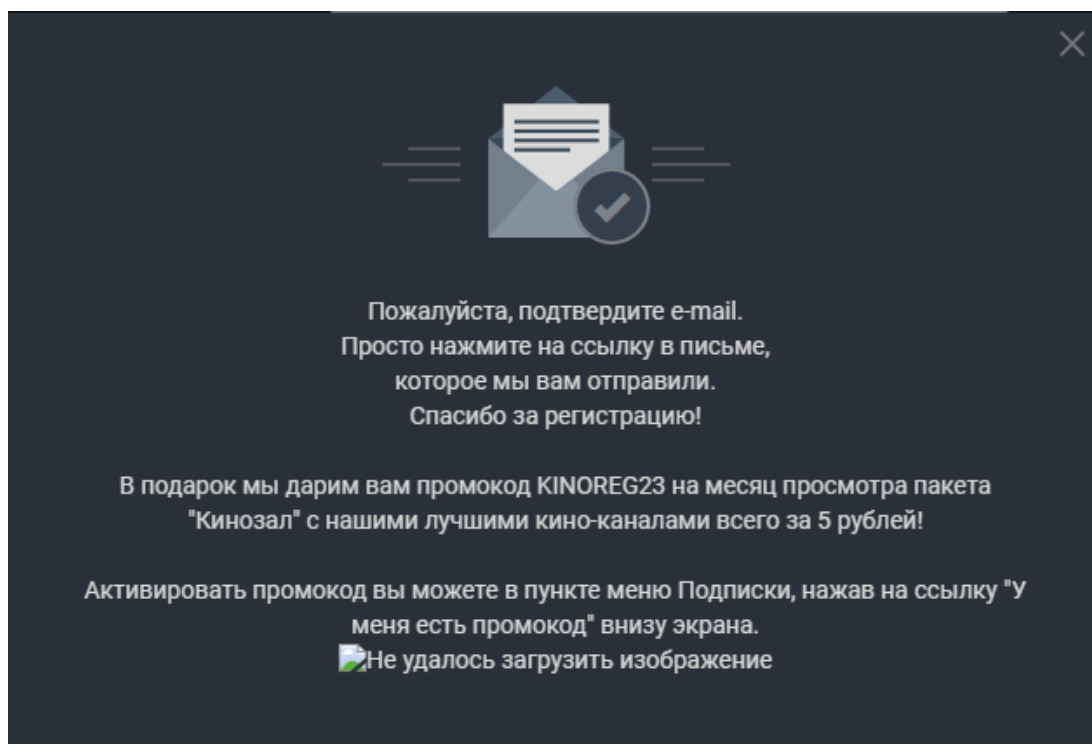 Пожалуйста, подтвердите e-mail.
Просто нажмите на ссылку в письме,
которое мы вам отправили.
Спасибо за регистрацию!
В подарок мы дарим вам промокод KINOREG23 на месяц просмотра пакета
"Кинозал" с нашими лучшими кино-каналами всего за 5 рублей!
Активировать промокод вы можете в пункте меню Подписки, нажав на ссылку "У
меня есть промокод" внизу экрана.
Не удалось загрузить изображение